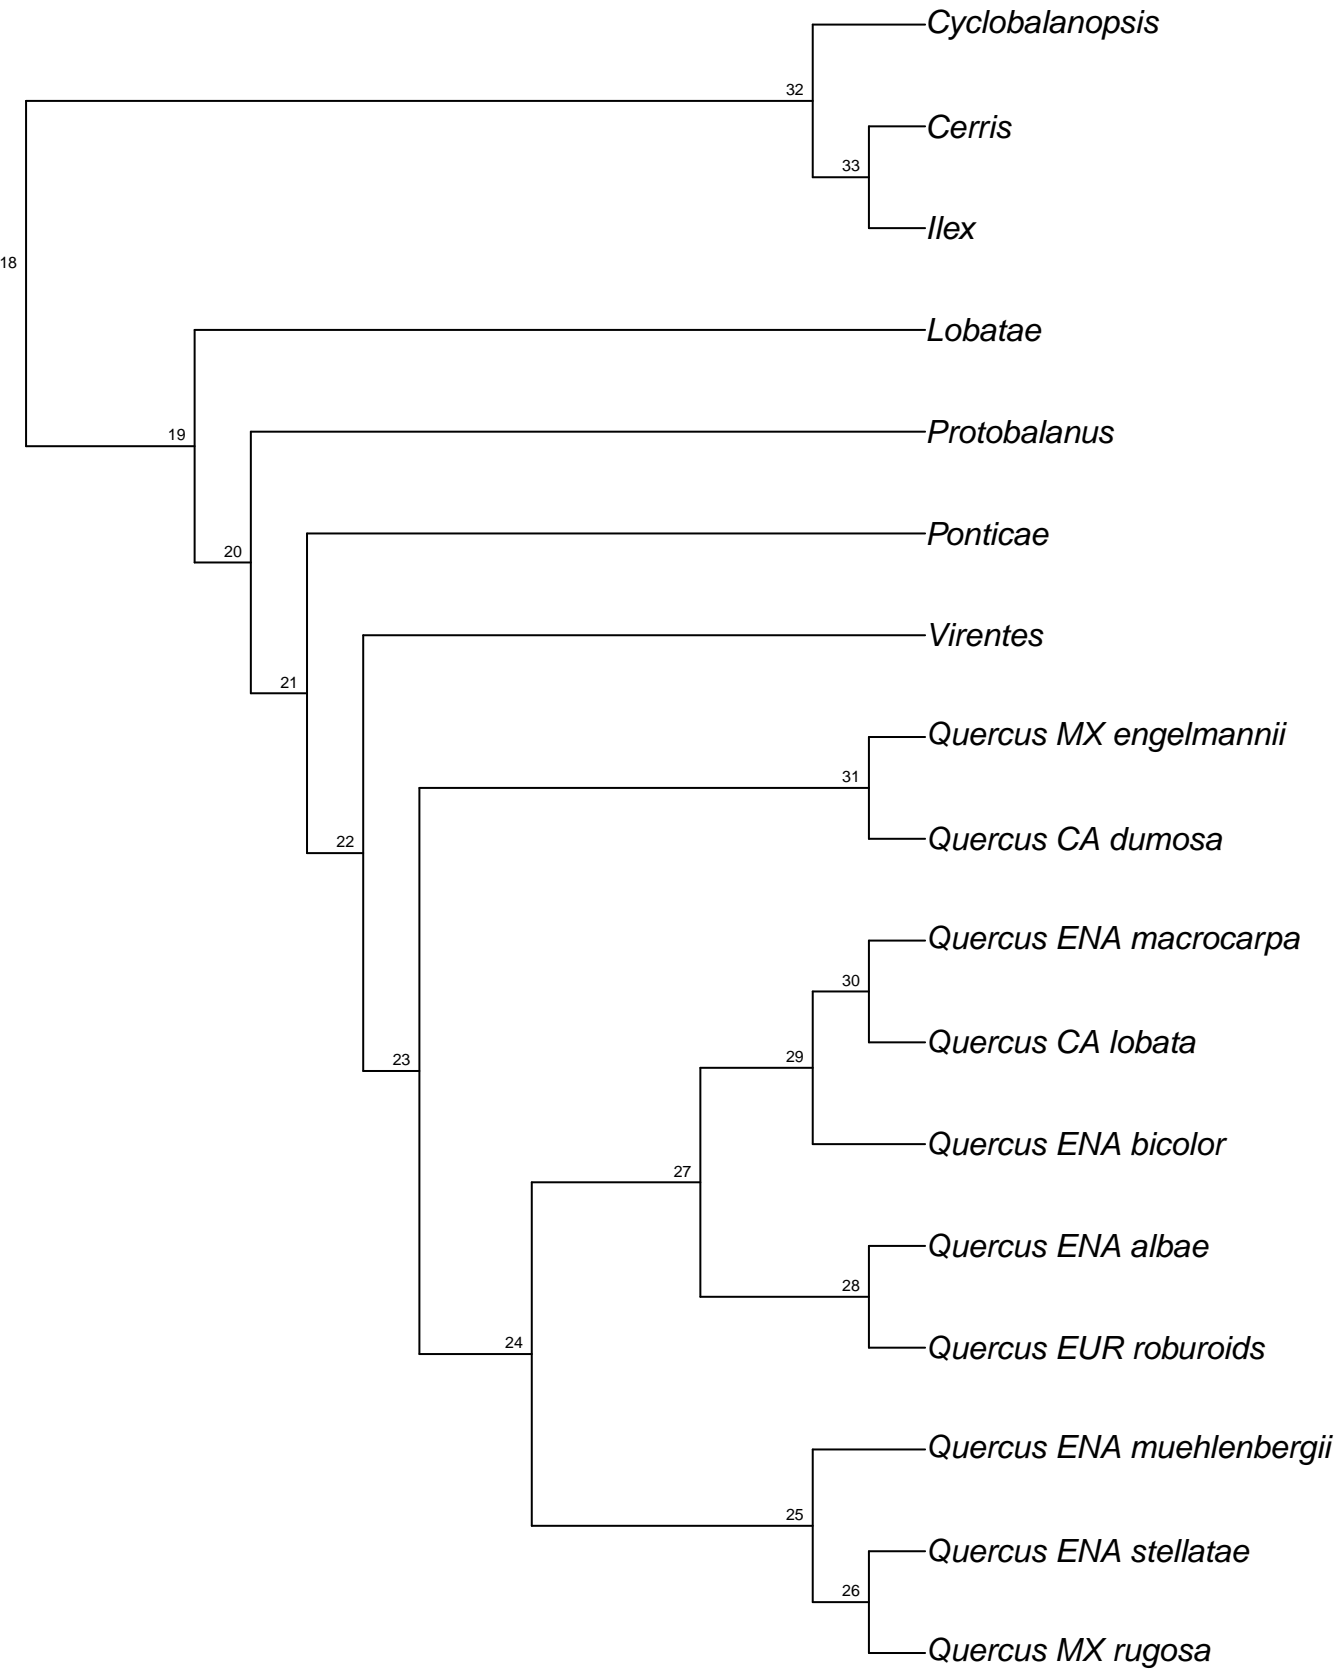 Cyclobalanopsis
32
Cerris
33
Ilex
18
Lobatae
Protobalanus
19
Ponticae
20
Virentes
21
Quercus MX engelmannii
31
Quercus CA dumosa
22
Quercus ENA macrocarpa
30
Quercus CA lobata
29
23
Quercus ENA bicolor
27
Quercus ENA albae
28
24
Quercus EUR roburoids
Quercus ENA muehlenbergii
25
Quercus ENA stellatae
26
Quercus MX rugosa